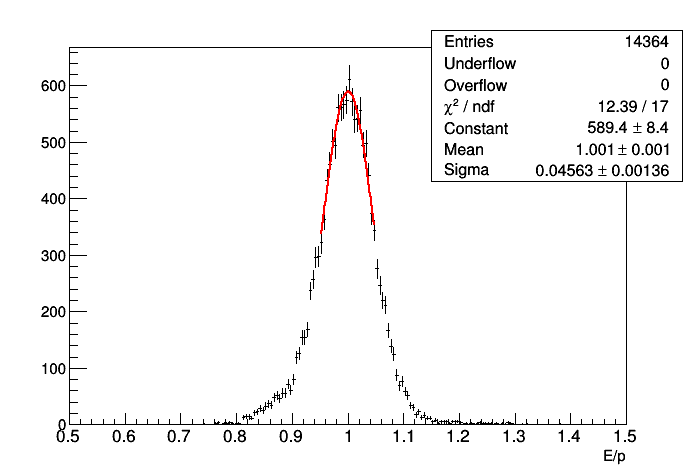 Entries 14364
Underflow 0
Overflow 0
χ² / ndf 12.39 / 17
Constant 589.4 ± 8.4
Mean 1.001 ± 0.001
Sigma 0.04563 ± 0.00136
600
500
400
300
200
100
0
0.5 0.6 0.7 0.8 0.9 1 1.1 1.2 1.3 1.4 1.5
E/p